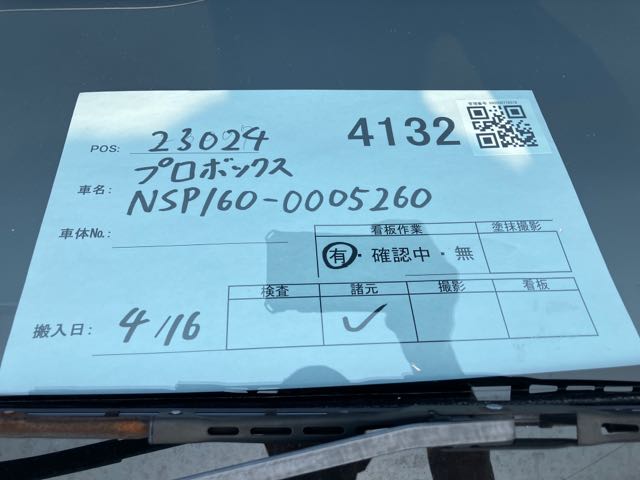 POS: 23024 4132
車名: プロボックス
NSP160-0005260
車体No.:
看板作業 塗抹撮影
有・確認中・無
検査 諸元 撮影 看板
搬入日: 4/16 ✓